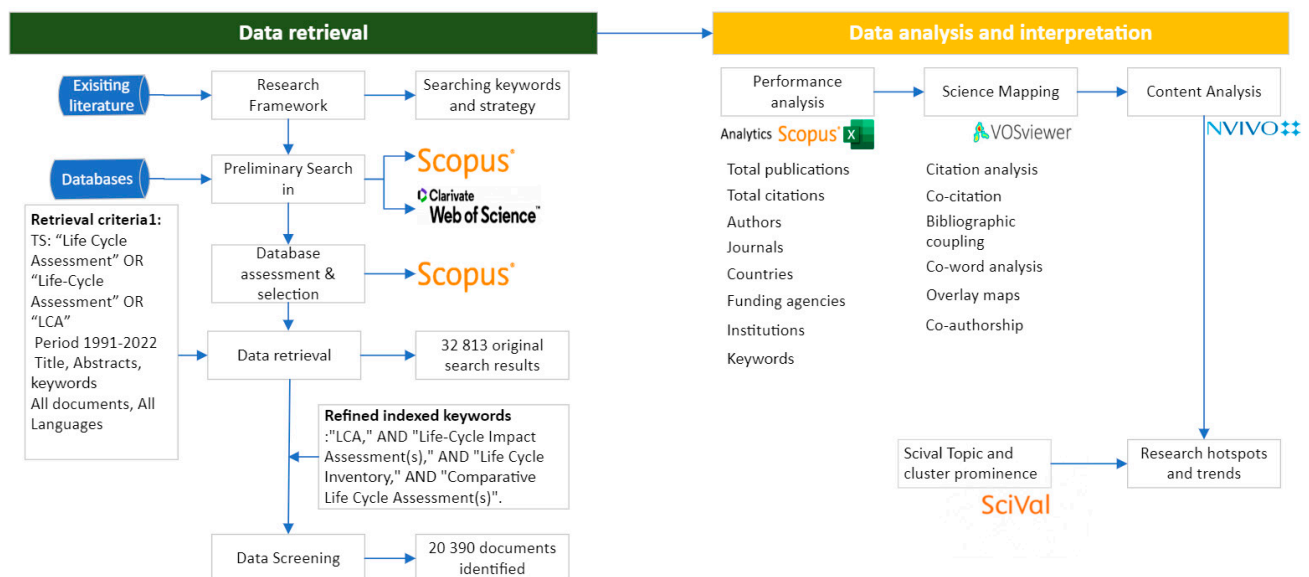 Data retrieval
Exisiting
literature
Research
Framework
Searching keywords
and strategy
Databases
Preliminary Search
in
Scopus®
Clarivate
Web of Science™
Retrieval criteria1:
TS: “Life Cycle
Assessment” OR
“Life-Cycle
Assessment” OR
“LCA”
Period 1991-2022
Title, Abstracts,
keywords
All documents, All
Languages
Database
assessment &
selection
Scopus®
Data retrieval
32 813 original
search results
Refined indexed keywords
:"LCA," AND "Life-Cycle Impact
Assessment(s)," AND "Life Cycle
Inventory," AND "Comparative
Life Cycle Assessment(s)".
Data Screening
20 390 documents
identified
Data analysis and interpretation
Performance
analysis
Science Mapping
Content Analysis
Analytics Scopus® X
VOSviewer
NVIVO
Total publications
Total citations
Authors
Journals
Countries
Funding agencies
Institutions
Keywords
Citation analysis
Co-citation
Bibliographic
coupling
Co-word analysis
Overlay maps
Co-authorship
Scival Topic and
cluster prominence
Research hotspots
and trends
SciVal